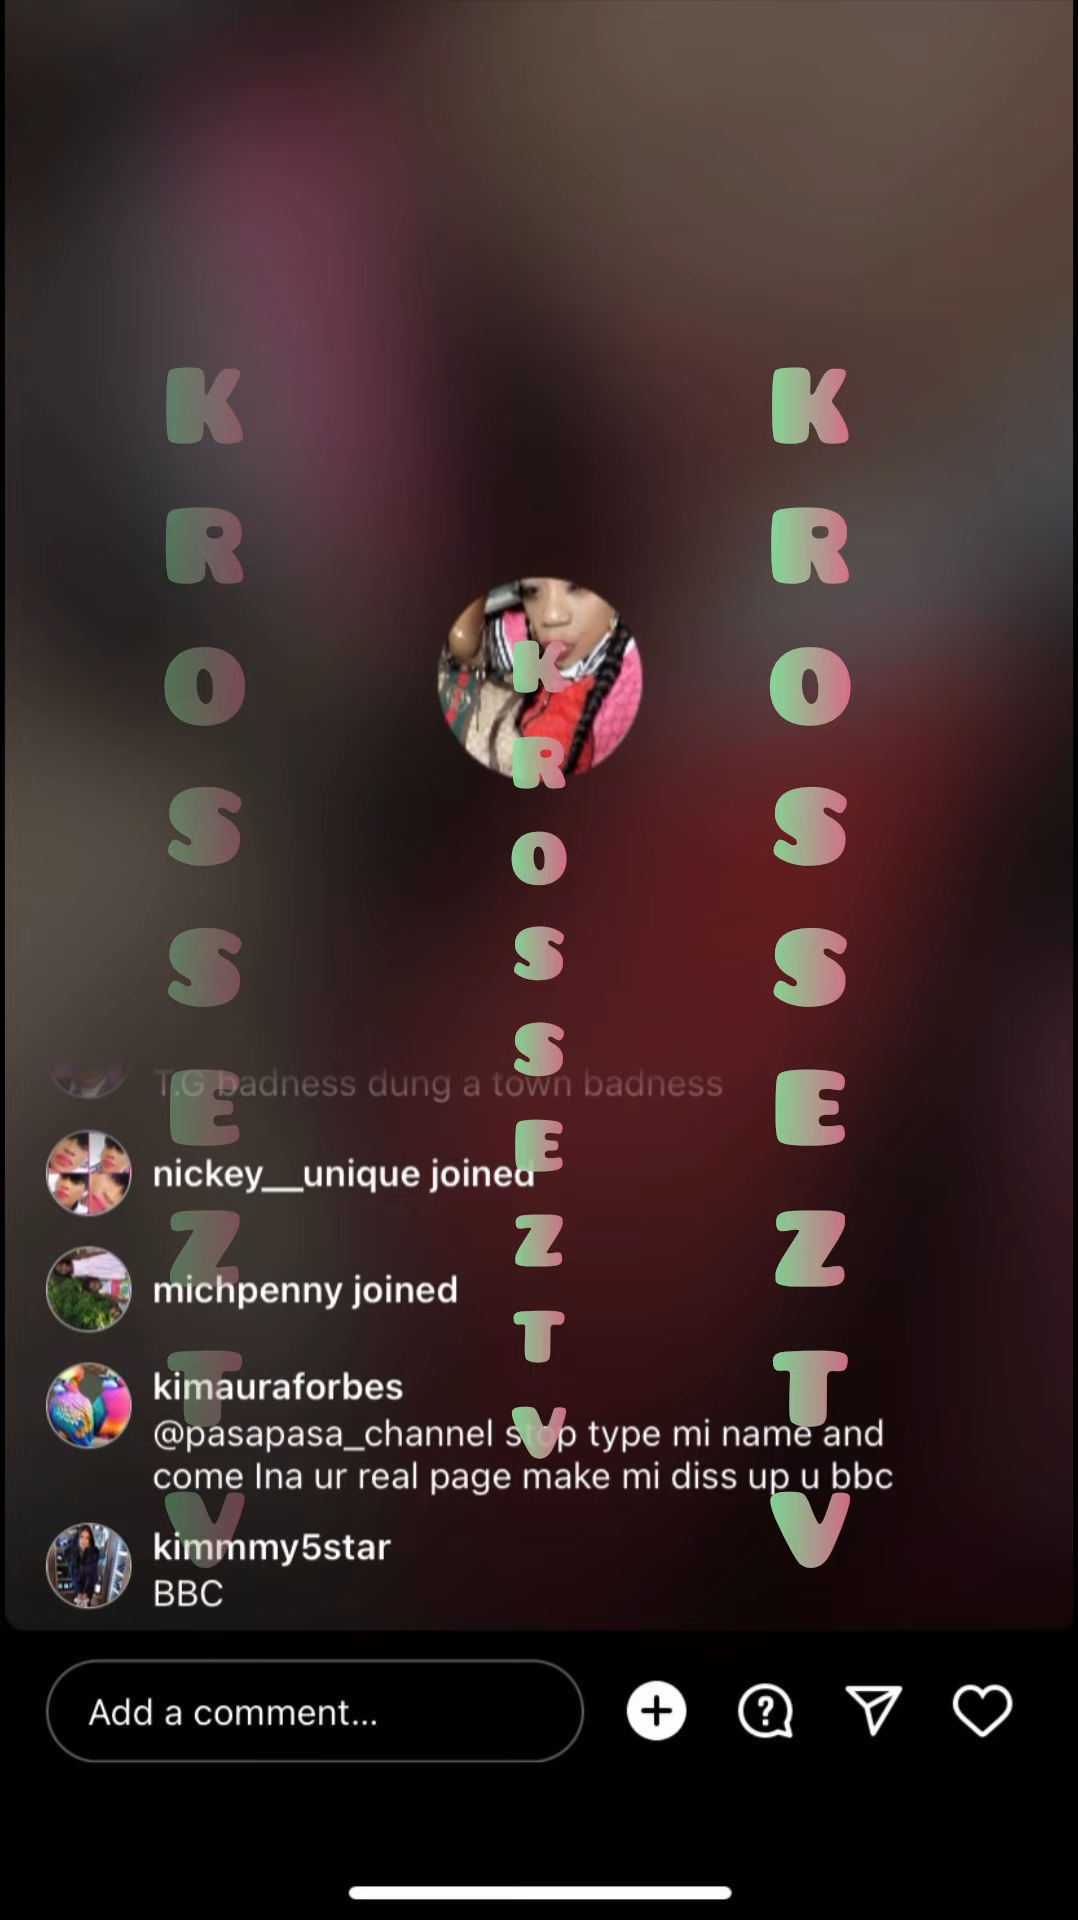 KROSSEZTV
KROSSEZTV
KROSSEZTV
T.G badness dung a town badness
nickey__unique joined
michpenny joined
kimauraforbes
@pasapasa_channel stop type mi name and
come Ina ur real page make mi diss up u bbc
kimmmy5star
BBC
Add a comment...